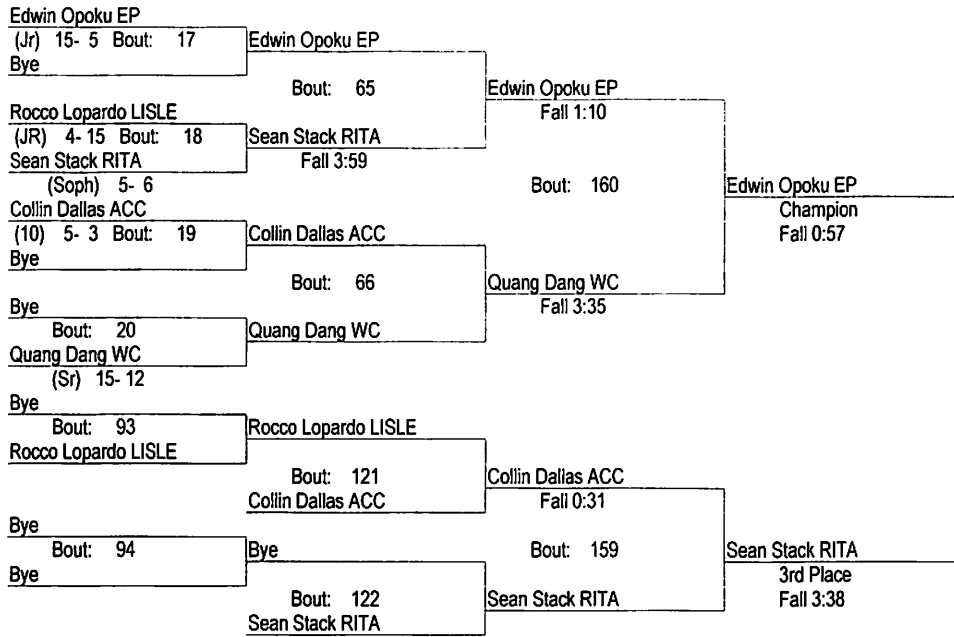 Edwin Opoku EP
(Jr) 15- 5 Bout: 17
Edwin Opoku EP
Bye
Bout: 65
Edwin Opoku EP
Fall 1:10
Rocco Lopardo LISLE
(JR) 4- 15 Bout: 18
Sean Stack RITA
Sean Stack RITA
Fall 3:59
(Soph) 5- 6
Bout: 160
Edwin Opoku EP
Champion
Fall 0:57
Collin Dallas ACC
(10) 5- 3 Bout: 19
Collin Dallas ACC
Bye
Bout: 66
Quang Dang WC
Fall 3:35
Bye
Bout: 20
Quang Dang WC
Quang Dang WC
(Sr) 15- 12
Bye
Bout: 93
Rocco Lopardo LISLE
Rocco Lopardo LISLE
Bout: 121
Collin Dallas ACC
Fall 0:31
Collin Dallas ACC
Bye
Bout: 94
Bye
Bye
Bout: 159
Sean Stack RITA
3rd Place
Fall 3:38
Bout: 122
Sean Stack RITA
Sean Stack RITA